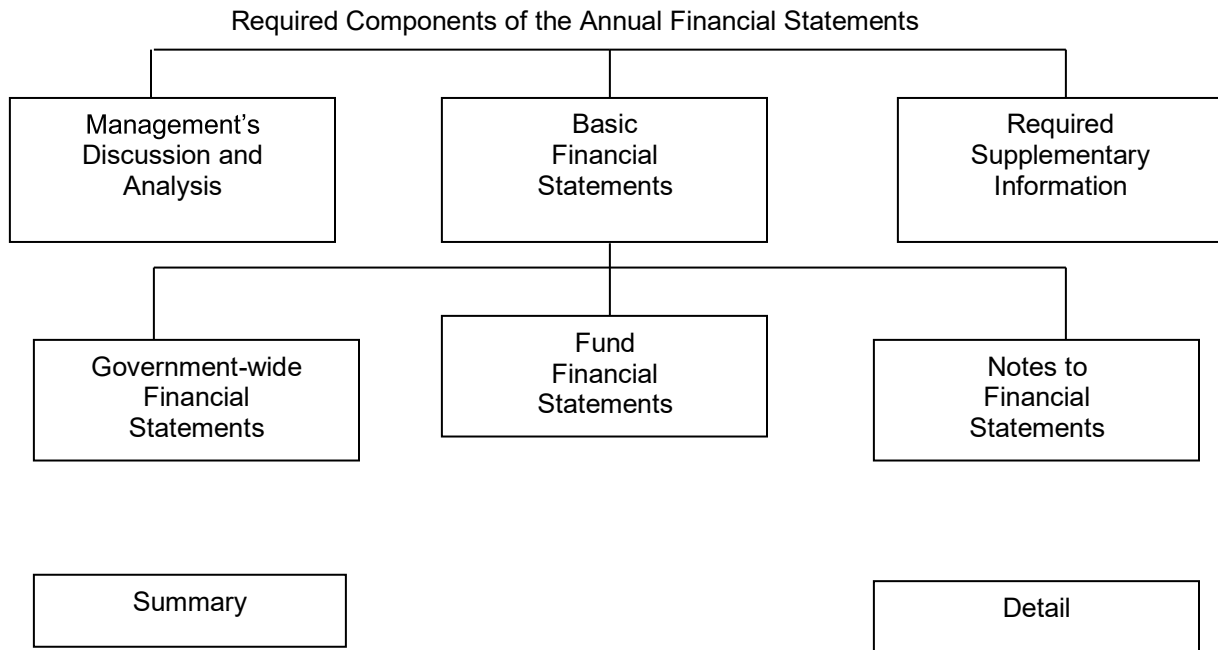 Required Components of the Annual Financial Statements
Management’s
Discussion and
Analysis
Basic
Financial
Statements
Required
Supplementary
Information
Government-wide
Financial
Statements
Fund
Financial
Statements
Notes to
Financial
Statements
Summary
Detail